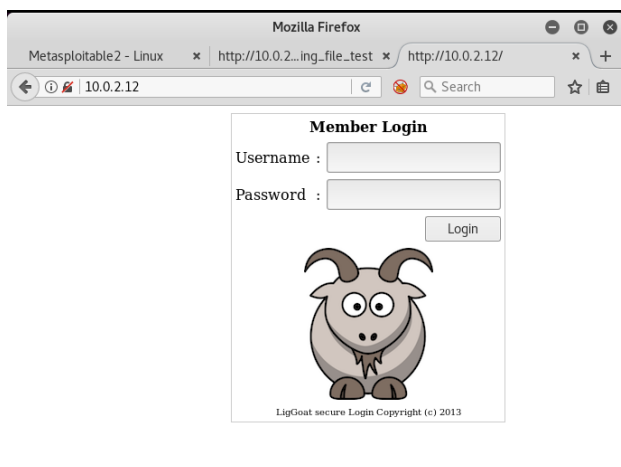 Mozilla Firefox
Metasploitable2 - Linux
http://10.0.2...ing_file_test
http://10.0.2.12/
10.0.2.12
Search
Member Login
Username :
Password :
Login
LigGoat secure Login Copyright (c) 2013